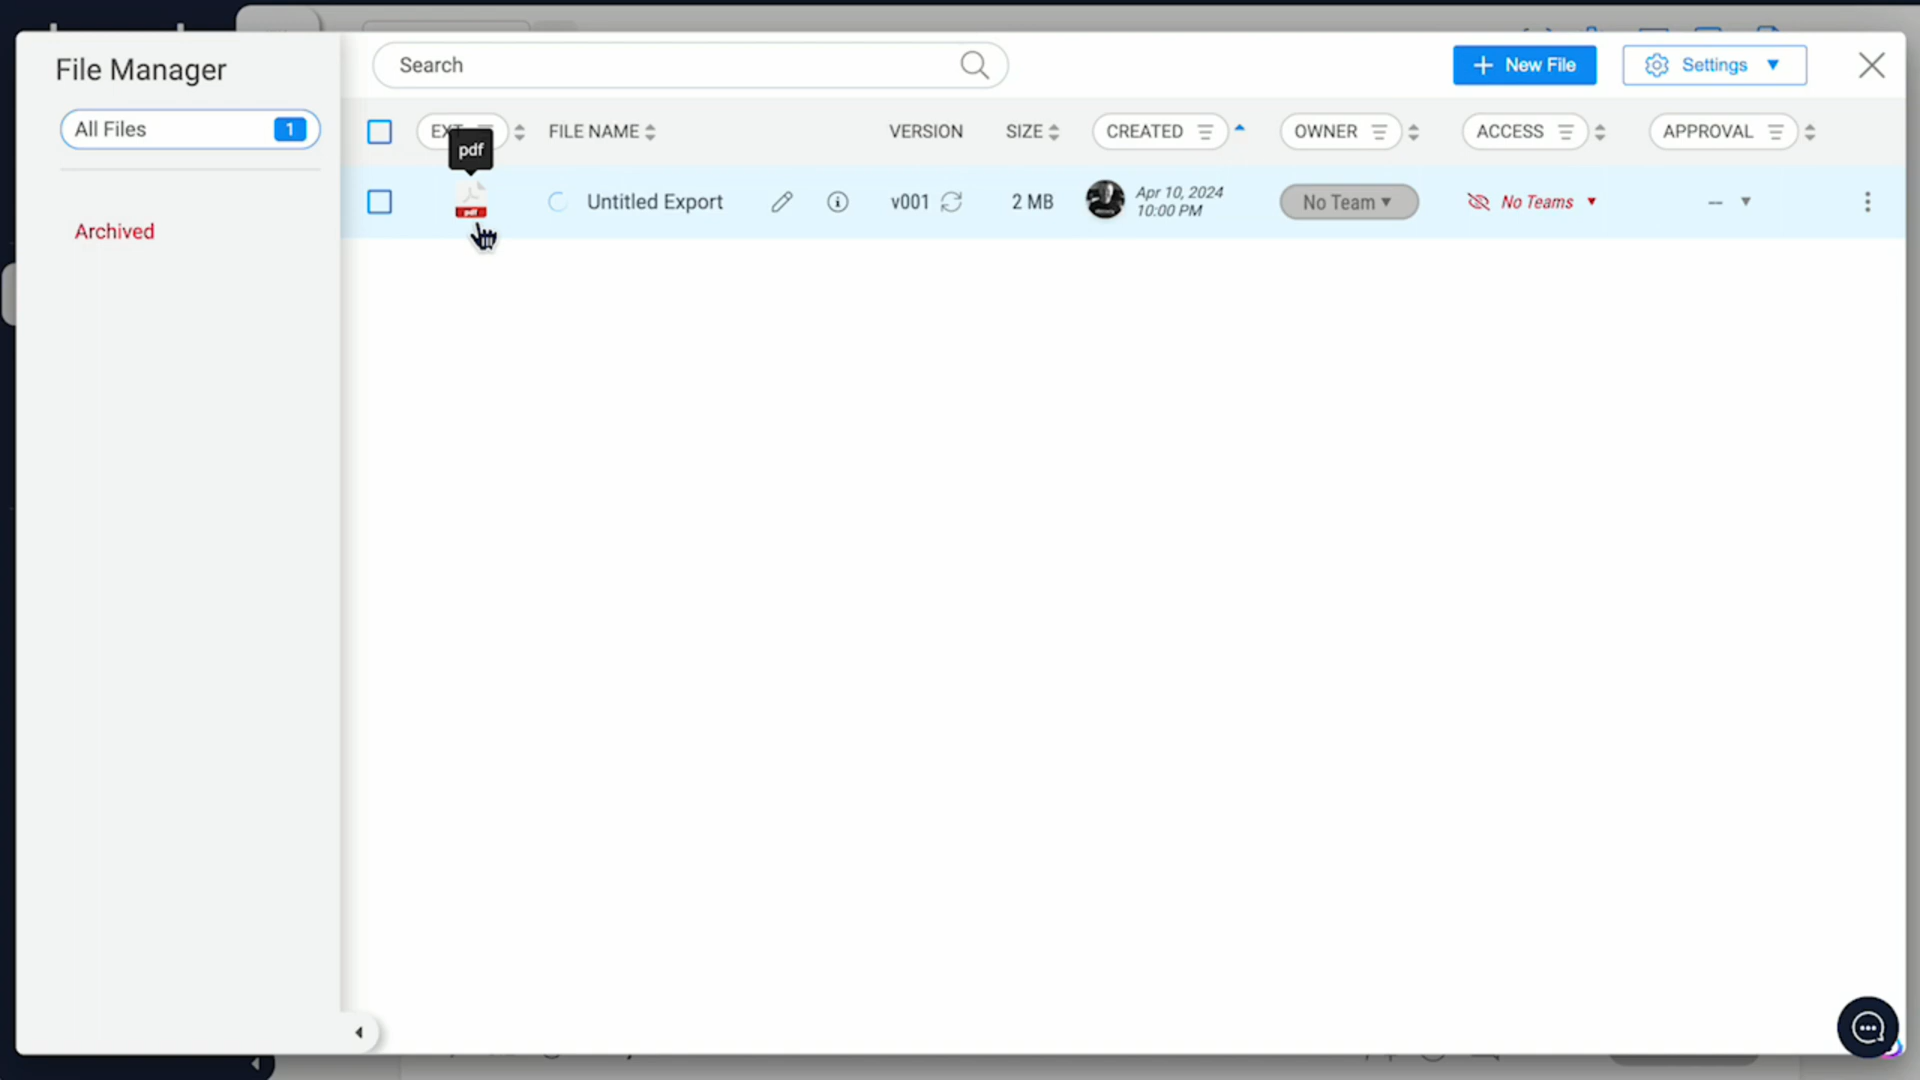 File Manager
Search
New File
Settings
All Files
1
pdf
FILE NAME
VERSION
SIZE
CREATED
OWNER
ACCESS
APPROVAL
pdf
Untitled Export
v001
2 MB
Apr 10, 2024
10:00 PM
No Team
No Teams
--
Archived